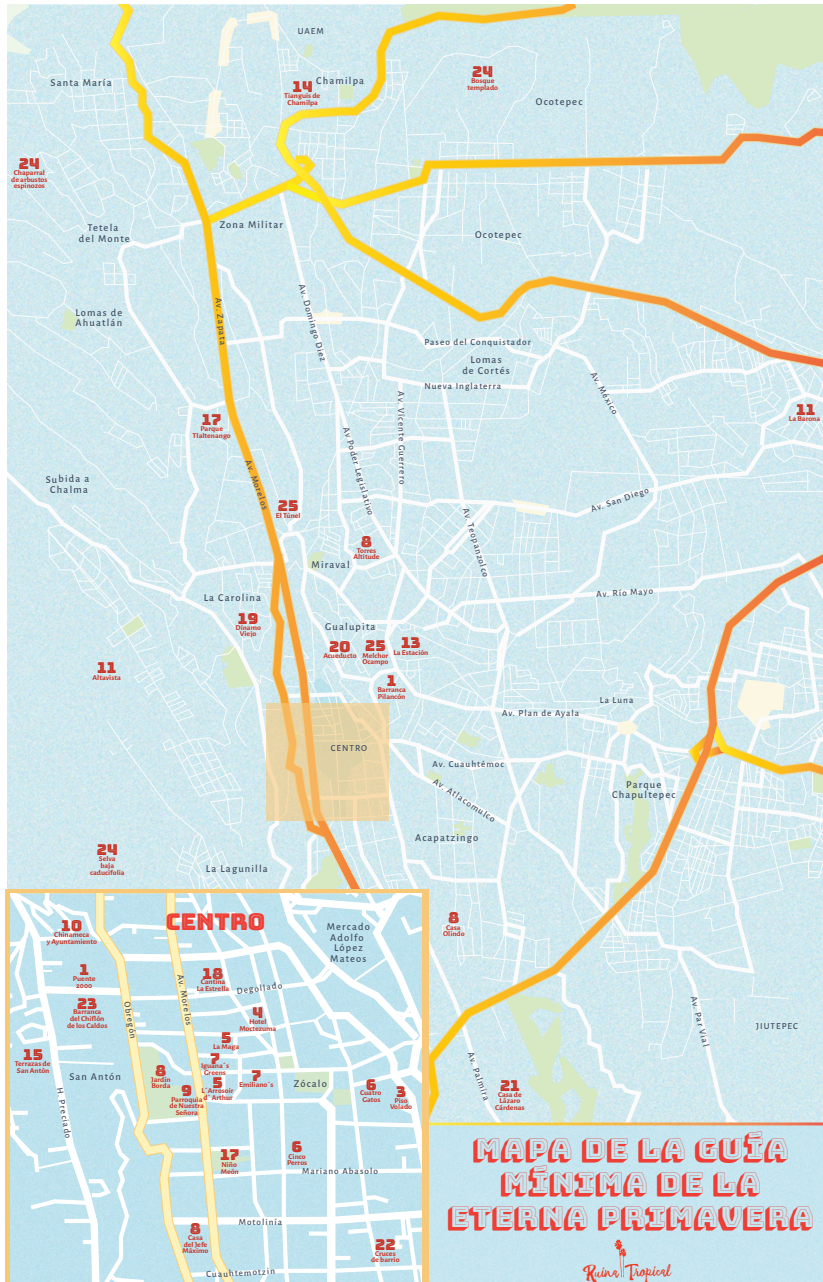 UAEM
Santa María
14
Tianguis de
Chamilpa
Chamilpa
24
Bosque
templado
Ocotepec
24
Chaparral
de arbustos
espinozos
Tetela
del Monte
Zona Militar
Ocotepec
Lomas de
Ahuatlán
Av. Zapata
Av. Domingo Diez
Paseo del Conquistador
Lomas
de Cortés
Nueva Inglaterra
Av. Vicente Guerrero
Av. México
11
La Barona
17
Parque
Tlaltenango
Av Poder Legislativo
Av. Morelos
Subida a
Chalma
25
El Túnel
Av. San Diego
Av. Teopanzolco
8
Torres
Altitude
Miraval
La Carolina
Av. Río Mayo
19
Dínamo
Viejo
Gualupita
20
Acueducto
25
Melchor
Ocampo
13
La Estación
11
Altavista
1
Barranca
Pilancón
La Luna
Av. Plan de Ayala
CENTRO
Av. Cuauhtémoc
Av. Atlacomulco
Parque
Chapultepec
Acapatzingo
24
Selva
baja
caducifolia
La Lagunilla
8
Casa
Olindo
Av. Par Vial
JIUTEPEC
Av. Palmira
21
Casa de
Lázaro
Cárdenas
CENTRO
10
Chinameca
y Ayuntamiento
Mercado
Adolfo
López
Mateos
1
Puente
2000
18
Cantina
La Estrella
Degollado
23
Barranca
del Chiflón
de los Caldos
Obregón
Av. Morelos
4
Hotel
Moctezuma
5
La Maga
15
Terrazas de
San Antón
San Antón
8
Jardín
Borda
7
Iguana´s
Greens
7
Emiliano´s
Zócalo
6
Cuatro
Gatos
3
Piso
Volado
9
Parroquia
de Nuestra
Señora
5
L´Arrosoir
d´Arthur
H. Preciado
17
Niño
Meón
6
Cinco
Perros
Mariano Abasolo
8
Casa
del Jefe
Máximo
Motolinía
22
Cruces
de barrio
Cuauhtemotzin
MAPA DE LA GUÍA
MÍNIMA DE LA
ETERNA PRIMAVERA
Ruina Tropical